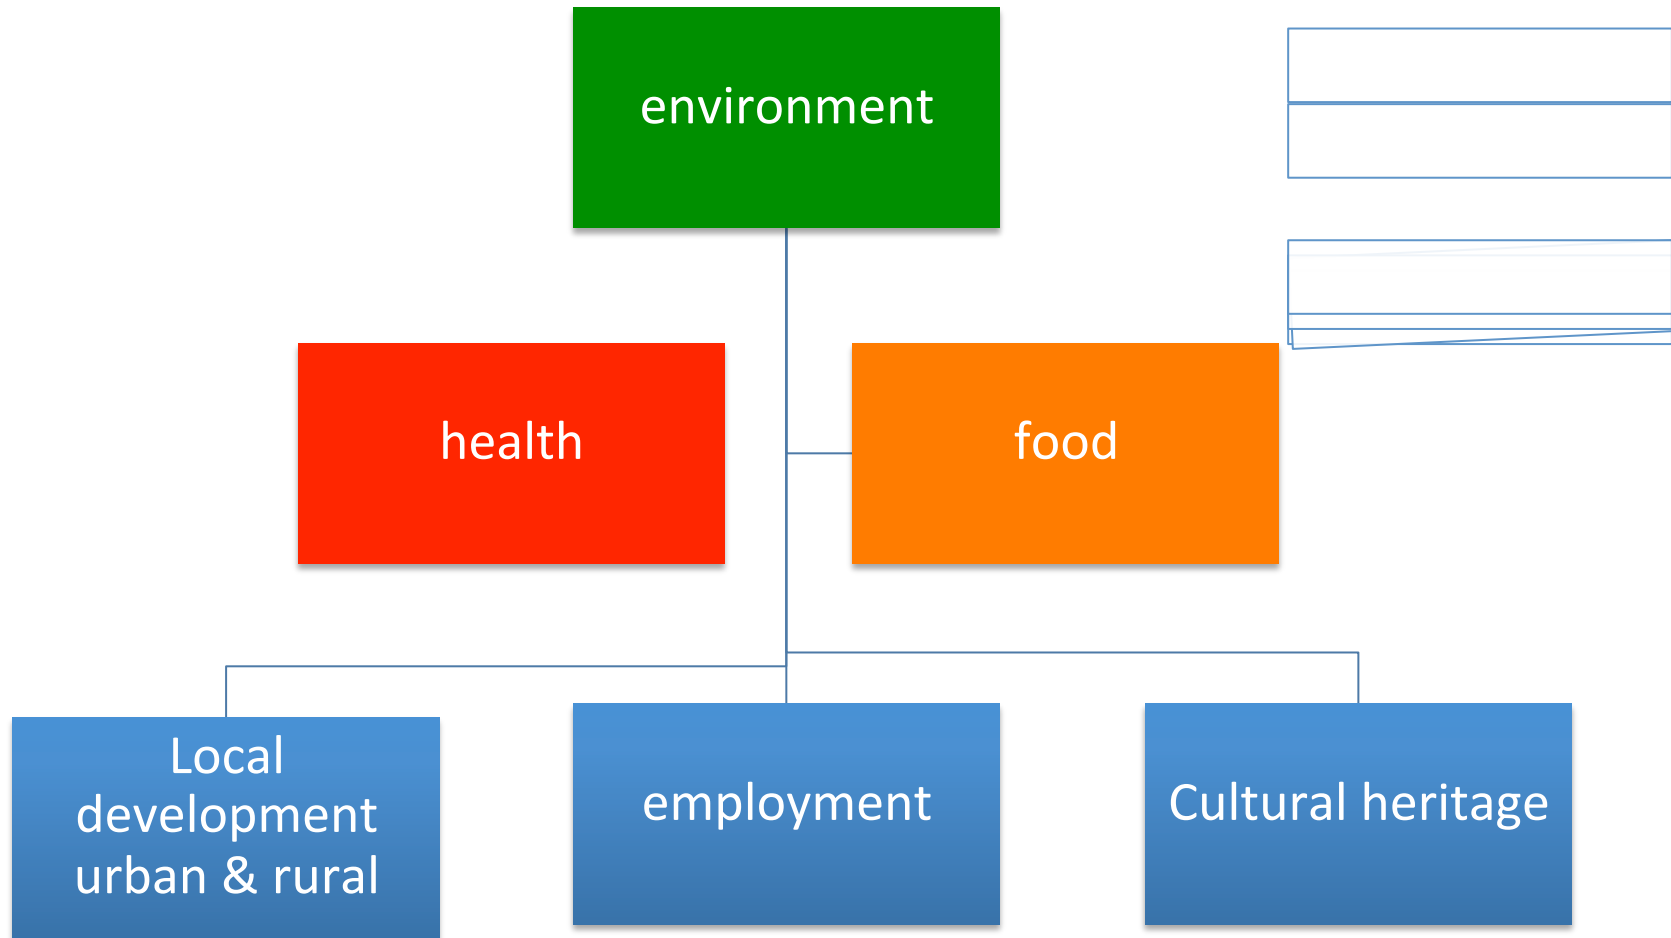 environment
health
food
Local
development
urban & rural
employment
Cultural heritage